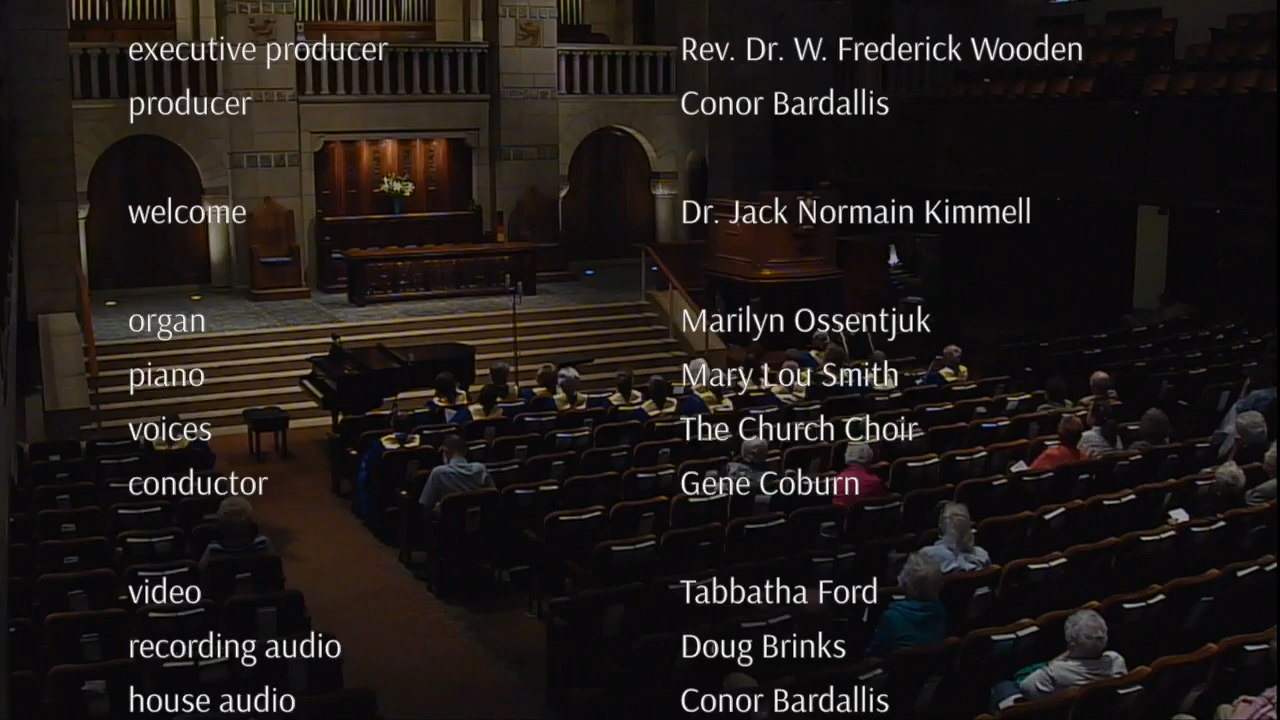 executive producer Rev. Dr. W. Frederick Wooden
producer Conor Bardallis
welcome Dr. Jack Normain Kimmell
organ Marilyn Ossentjuk
piano Mary Lou Smith
voices The Church Choir
conductor Gene Coburn
video Tabbatha Ford
recording audio Doug Brinks
house audio Conor Bardallis